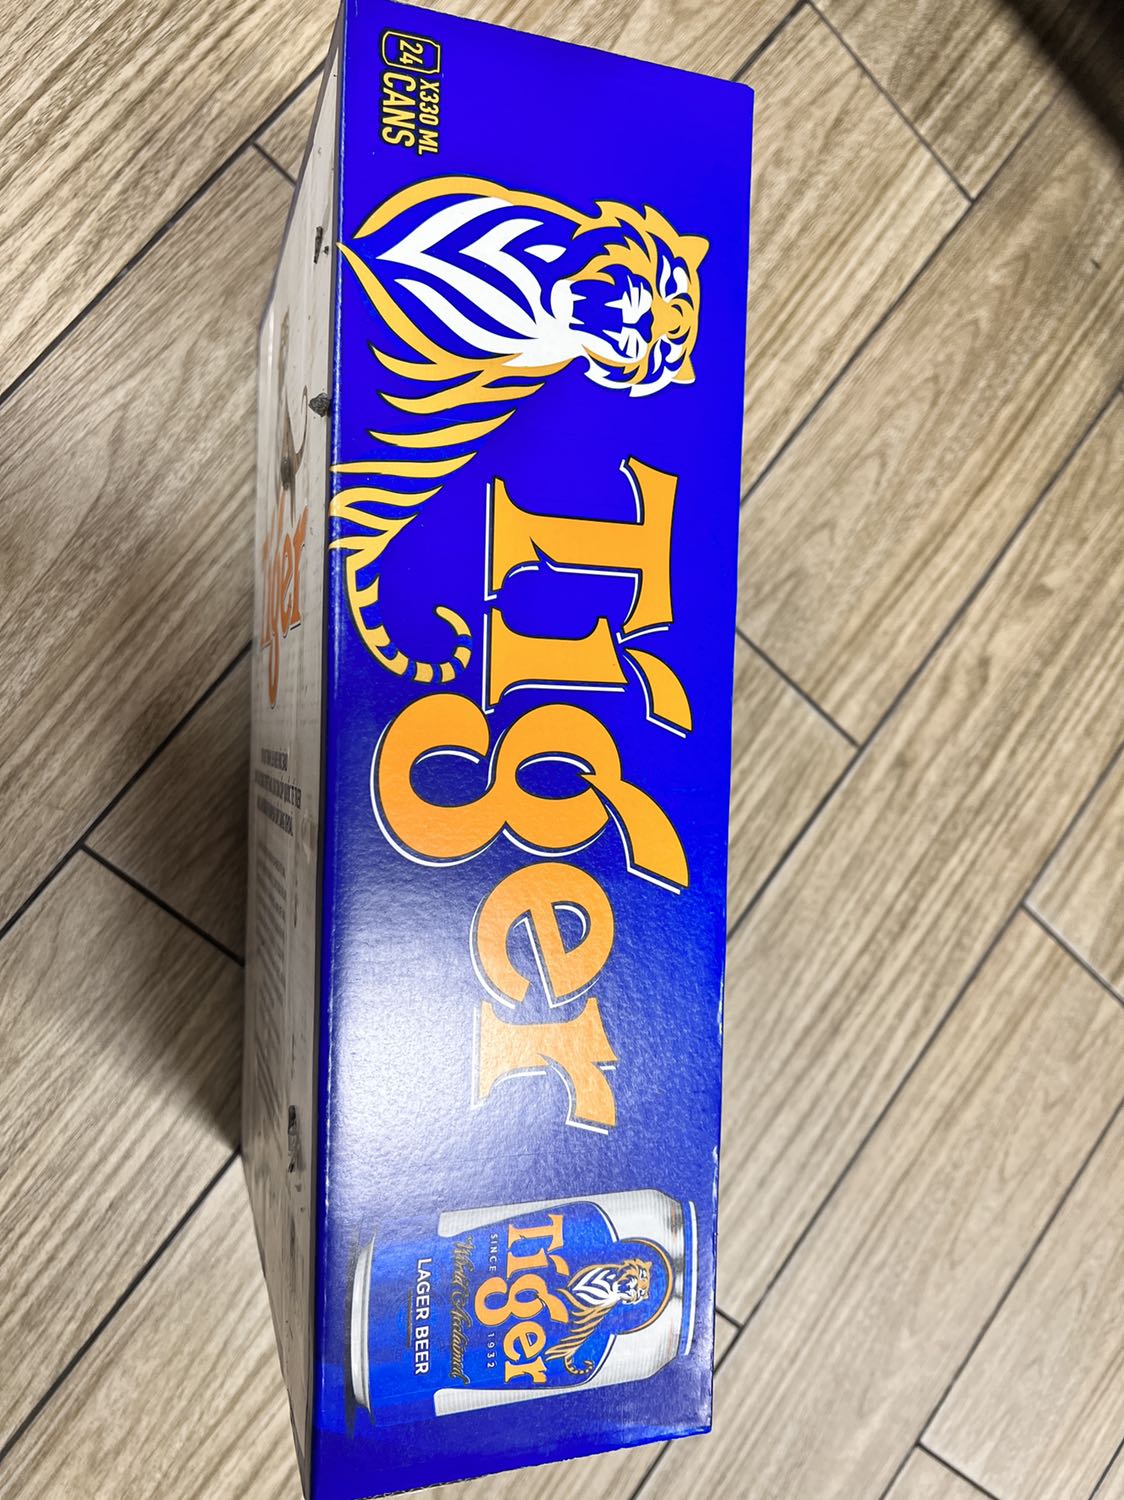 24 X330 ML
CANS
Tiger
Tiger
SINCE 1932
World Acclaimed
LAGER BEER
Tiger